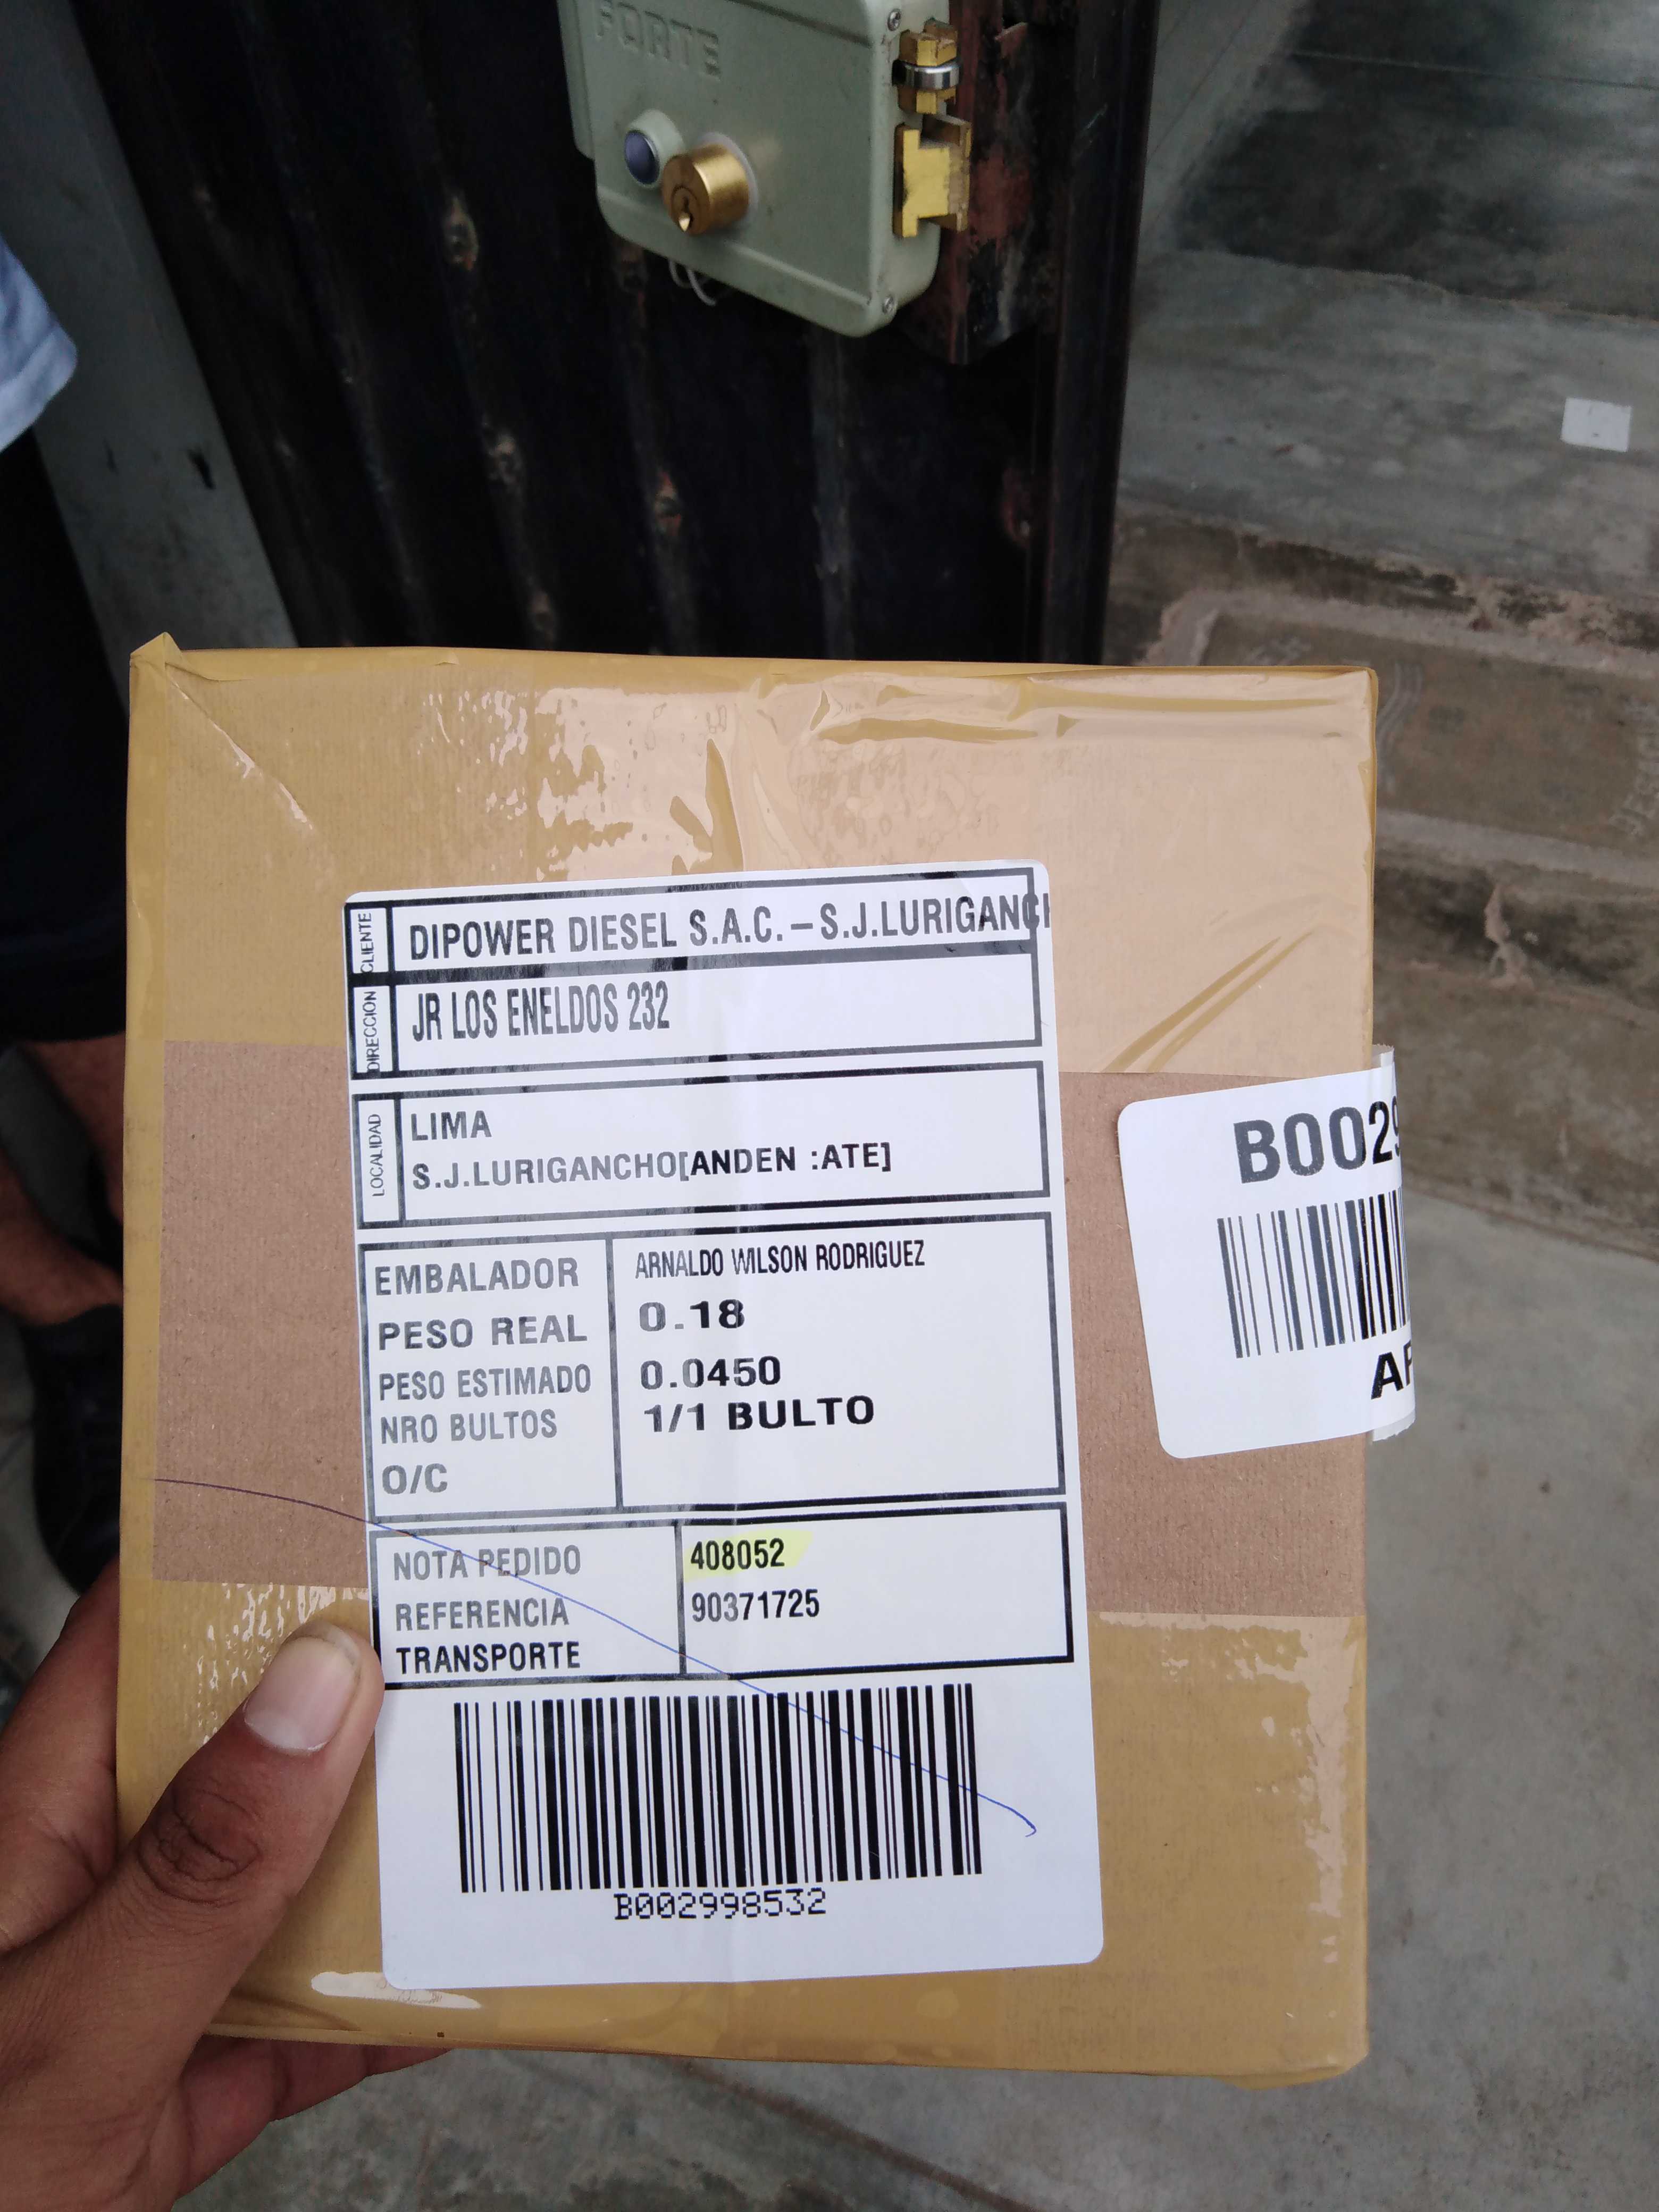 FORTE
CLIENTE
DIPOWER DIESEL S.A.C. – S.J.LURIGANCH
DIRECCION
JR LOS ENELDOS 232
LOCALIDAD
LIMA
S.J.LURIGANCHO[ANDEN :ATE]
EMBALADOR ARNALDO WILSON RODRIGUEZ
PESO REAL 0.18
PESO ESTIMADO 0.0450
NRO BULTOS 1/1 BULTO
O/C
NOTA PEDIDO 408052
REFERENCIA 90371725
TRANSPORTE
B002998532
B0029